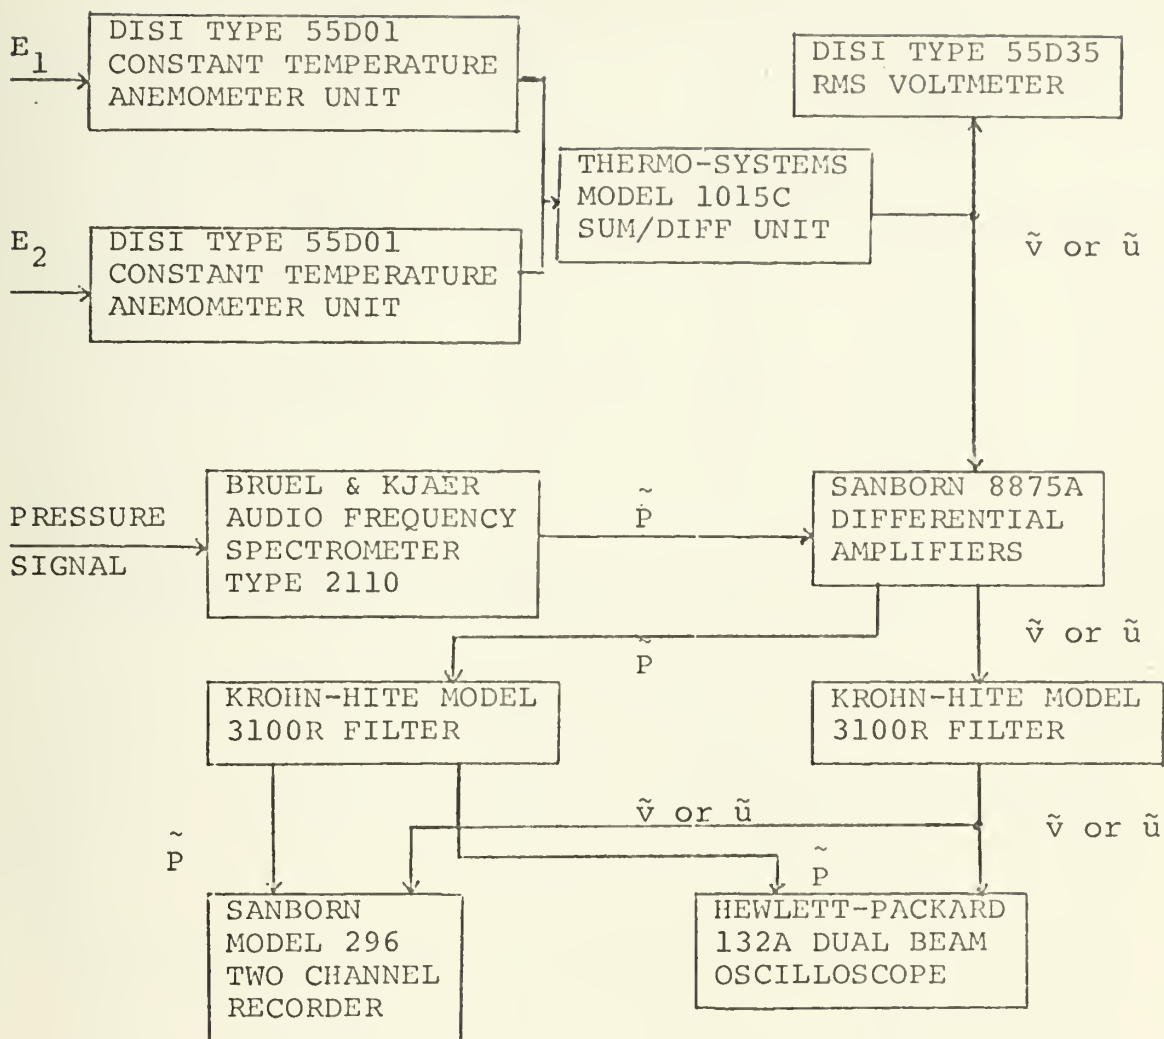 E1
DISI TYPE 55D01
CONSTANT TEMPERATURE
ANEMOMETER UNIT
DISI TYPE 55D35
RMS VOLTMETER
THERMO-SYSTEMS
MODEL 1015C
SUM/DIFF UNIT
E2
DISI TYPE 55D01
CONSTANT TEMPERATURE
ANEMOMETER UNIT
ṽ or ũ
PRESSURE
SIGNAL
BRUEL & KJAER
AUDIO FREQUENCY
SPECTROMETER
TYPE 2110
P̃
SANBORN 8875A
DIFFERENTIAL
AMPLIFIERS
P̃
ṽ or ũ
KROHN-HITE MODEL
3100R FILTER
KROHN-HITE MODEL
3100R FILTER
P̃
ṽ or ũ
P̃
ṽ or ũ
SANBORN
MODEL 296
TWO CHANNEL
RECORDER
HEWLETT-PACKARD
132A DUAL BEAM
OSCILLOSCOPE